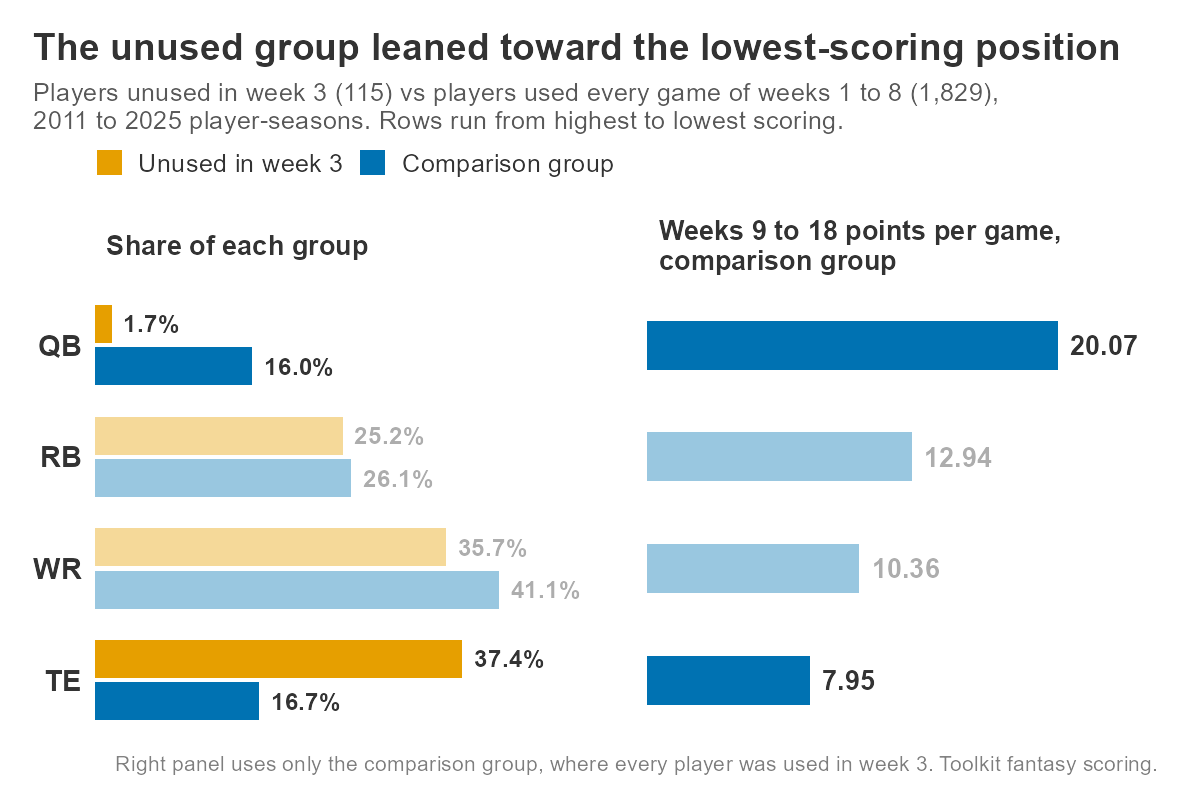 The unused group leaned toward the lowest-scoring position
Players unused in week 3 (115) vs players used every game of weeks 1 to 8 (1,829),
2011 to 2025 player-seasons. Rows run from highest to lowest scoring.
Unused in week 3
Comparison group
Share of each group
Weeks 9 to 18 points per game,
comparison group
QB
1.7%
16.0%
20.07
RB
25.2%
26.1%
12.94
WR
35.7%
41.1%
10.36
TE
37.4%
16.7%
7.95
Right panel uses only the comparison group, where every player was used in week 3. Toolkit fantasy scoring.